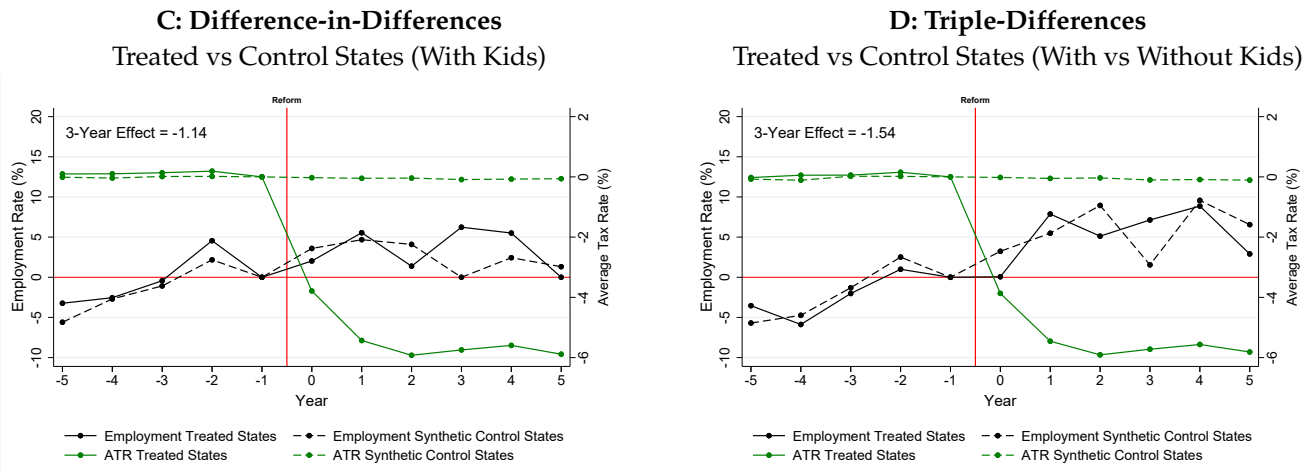 C: Difference-in-Differences
Treated vs Control States (With Kids)
Reform
3-Year Effect = -1.14
Employment Rate (%)
20
15
10
5
0
-5
-10
Average Tax Rate (%)
2
0
-2
-4
-6
-5 -4 -3 -2 -1 0 1 2 3 4 5
Year
Employment Treated States Employment Synthetic Control States
ATR Treated States ATR Synthetic Control States
D: Triple-Differences
Treated vs Control States (With vs Without Kids)
Reform
3-Year Effect = -1.54
Employment Rate (%)
20
15
10
5
0
-5
-10
Average Tax Rate (%)
2
0
-2
-4
-6
-5 -4 -3 -2 -1 0 1 2 3 4 5
Year
Employment Treated States Employment Synthetic Control States
ATR Treated States ATR Synthetic Control States